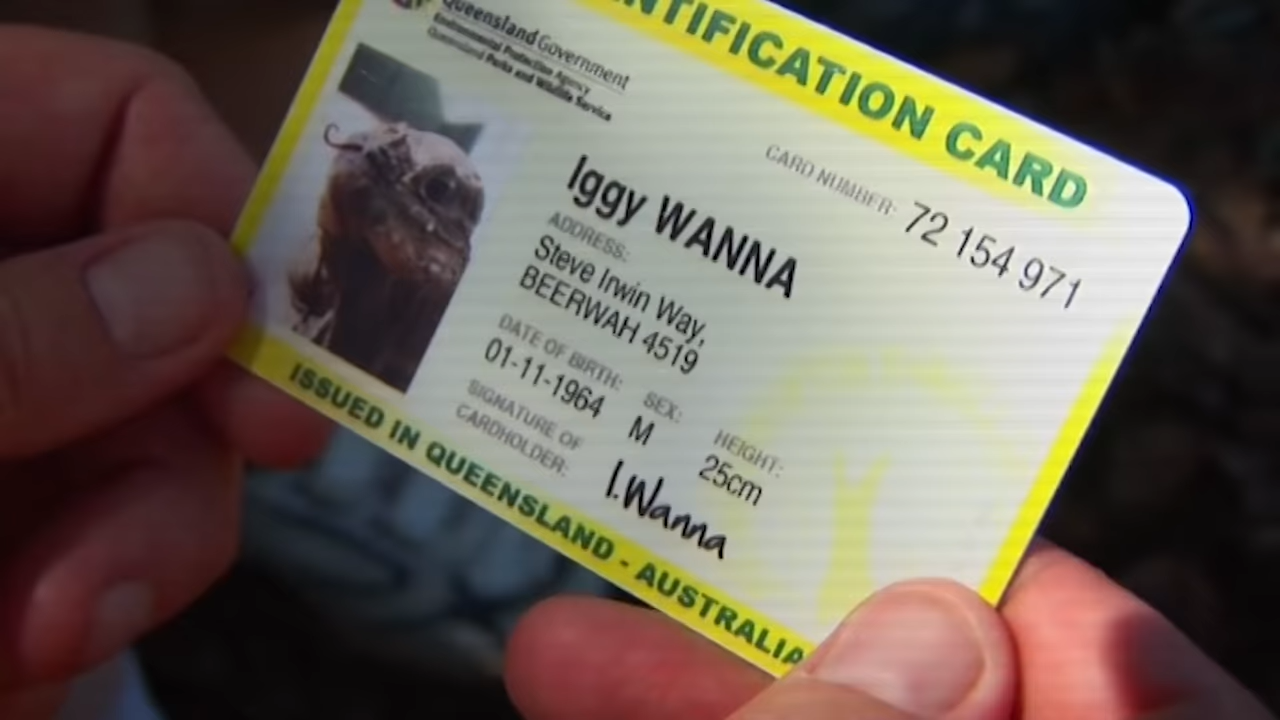 Queensland Government
Environmental Protection Agency
Queensland Parks and Wildlife Service
NTIFICATION CARD
CARD NUMBER: 72 154 971
Iggy WANNA
ADDRESS:
Steve Irwin Way,
BEERWAH 4519
DATE OF BIRTH: SEX: HEIGHT:
01-11-1964 M 25cm
SIGNATURE OF
CARDHOLDER:
I.Wanna
ISSUED IN QUEENSLAND - AUSTRALIA